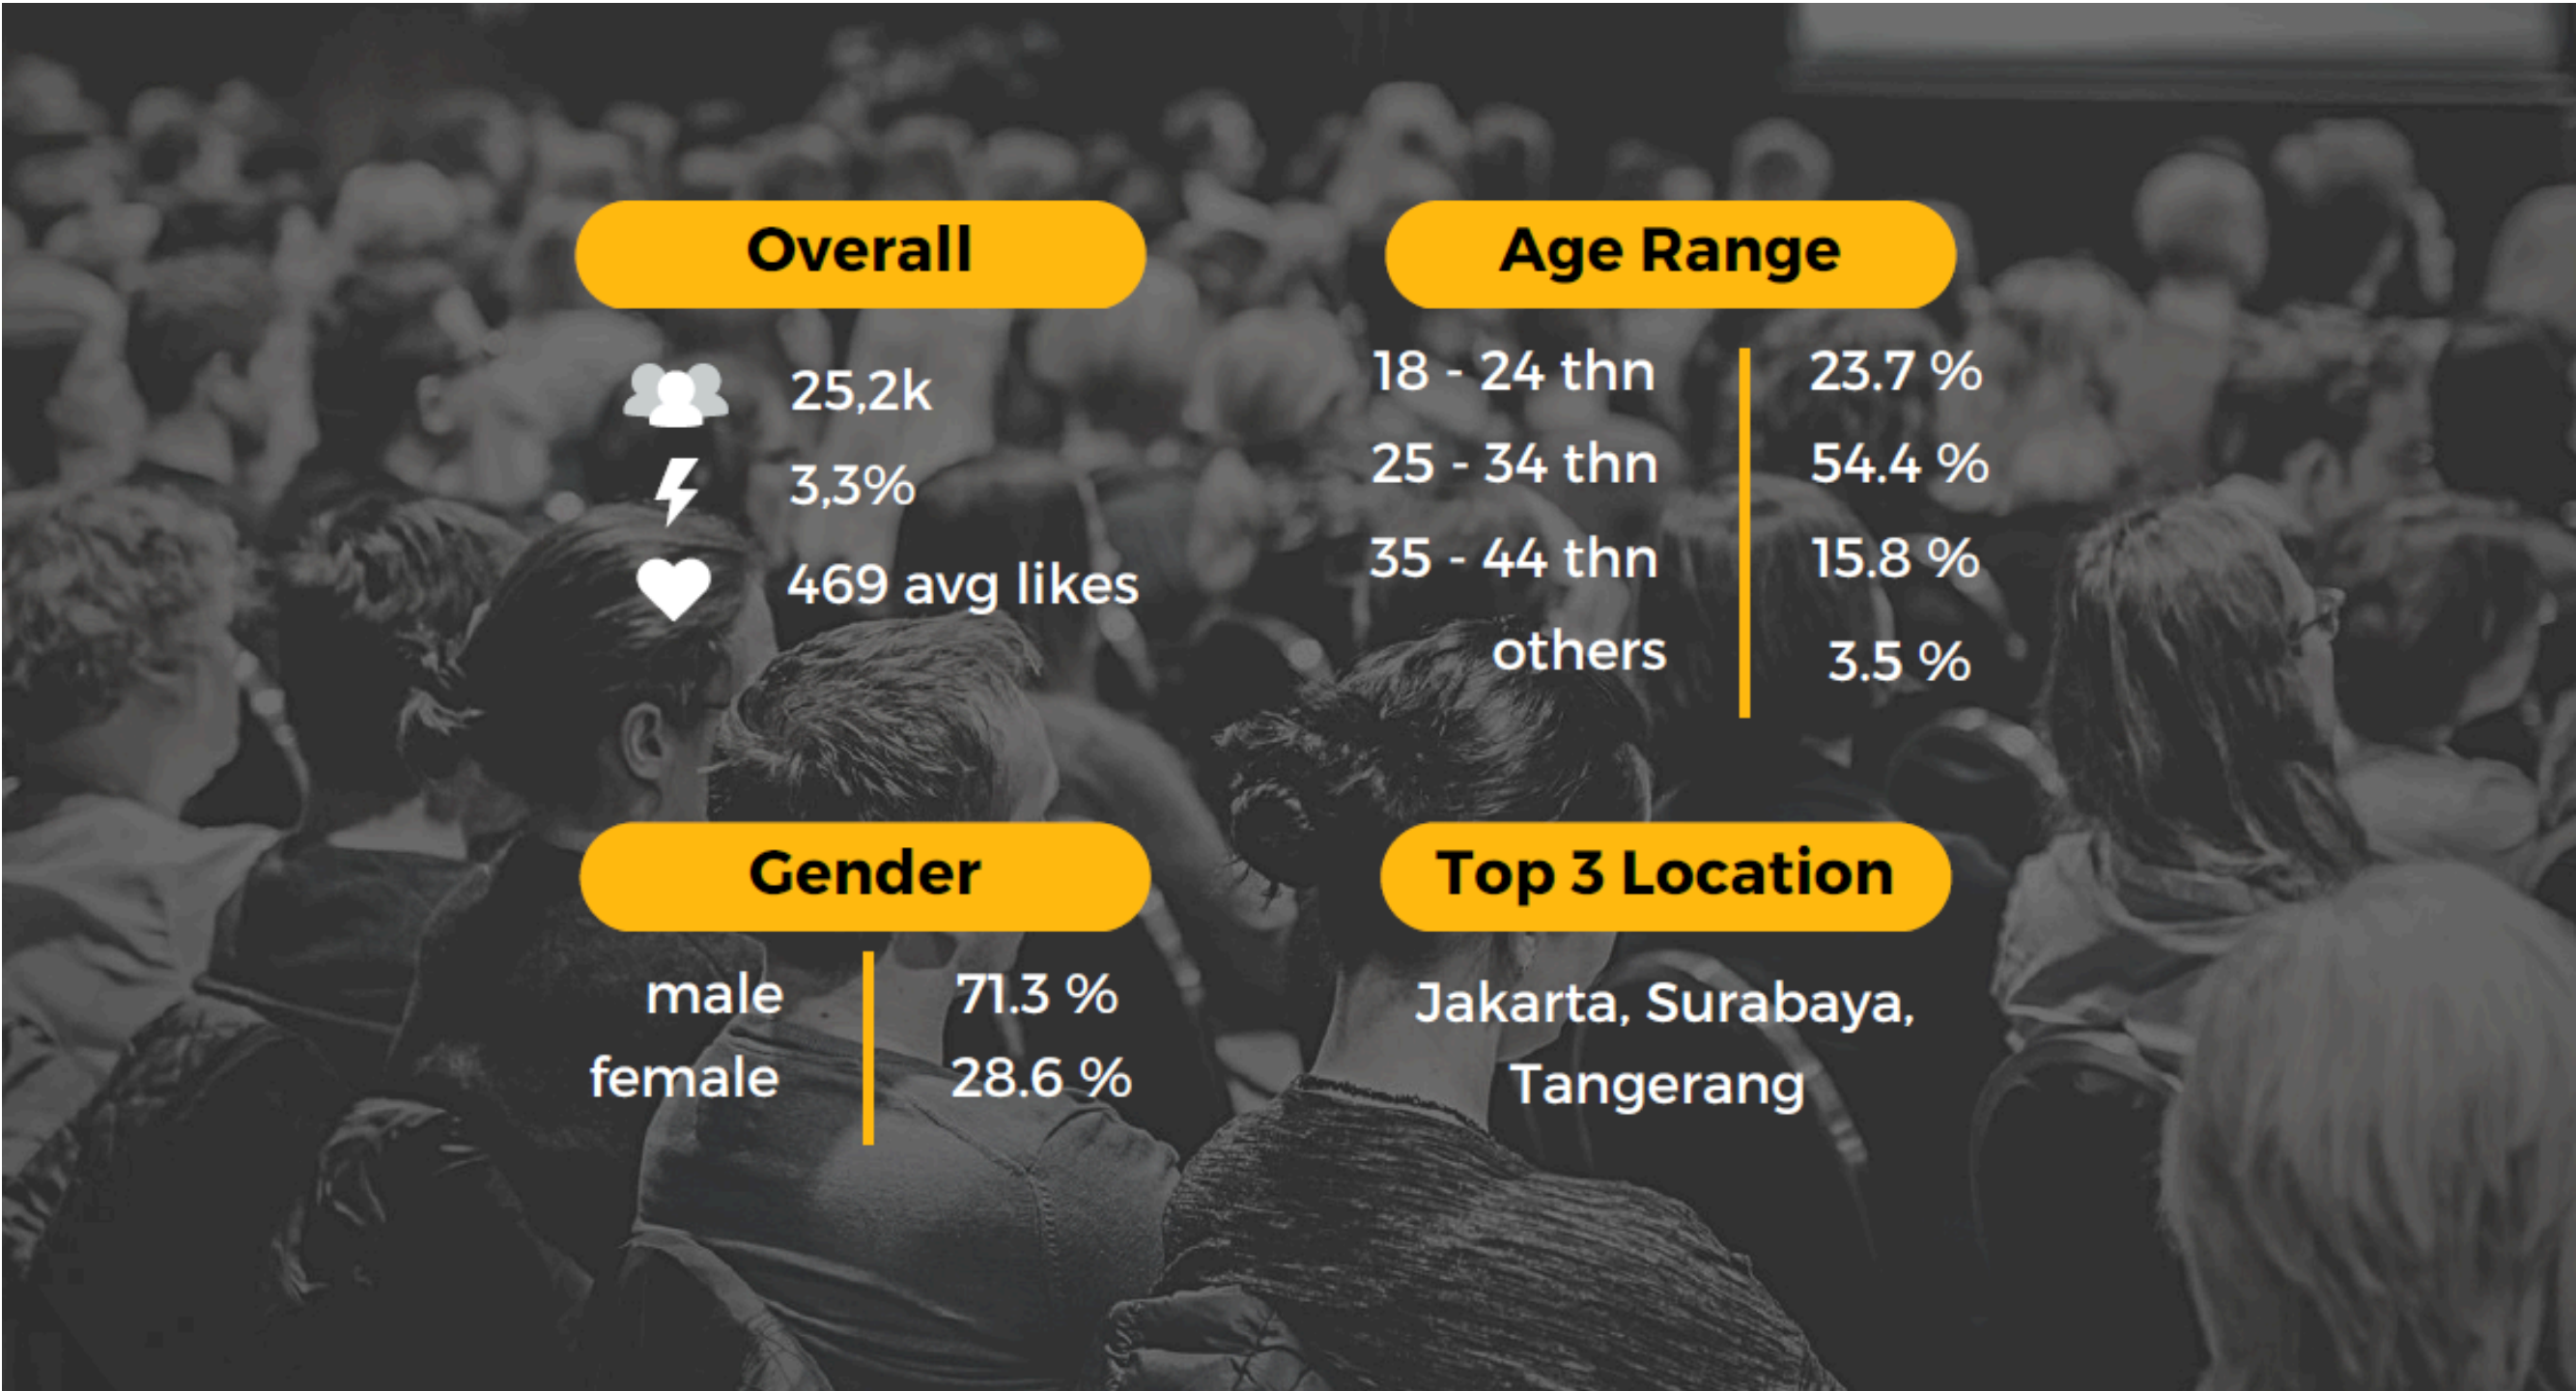 Overall
25,2k
3,3%
469 avg likes
Age Range
18 - 24 thn 23.7 %
25 - 34 thn 54.4 %
35 - 44 thn 15.8 %
others 3.5 %
Gender
male 71.3 %
female 28.6 %
Top 3 Location
Jakarta, Surabaya,
Tangerang